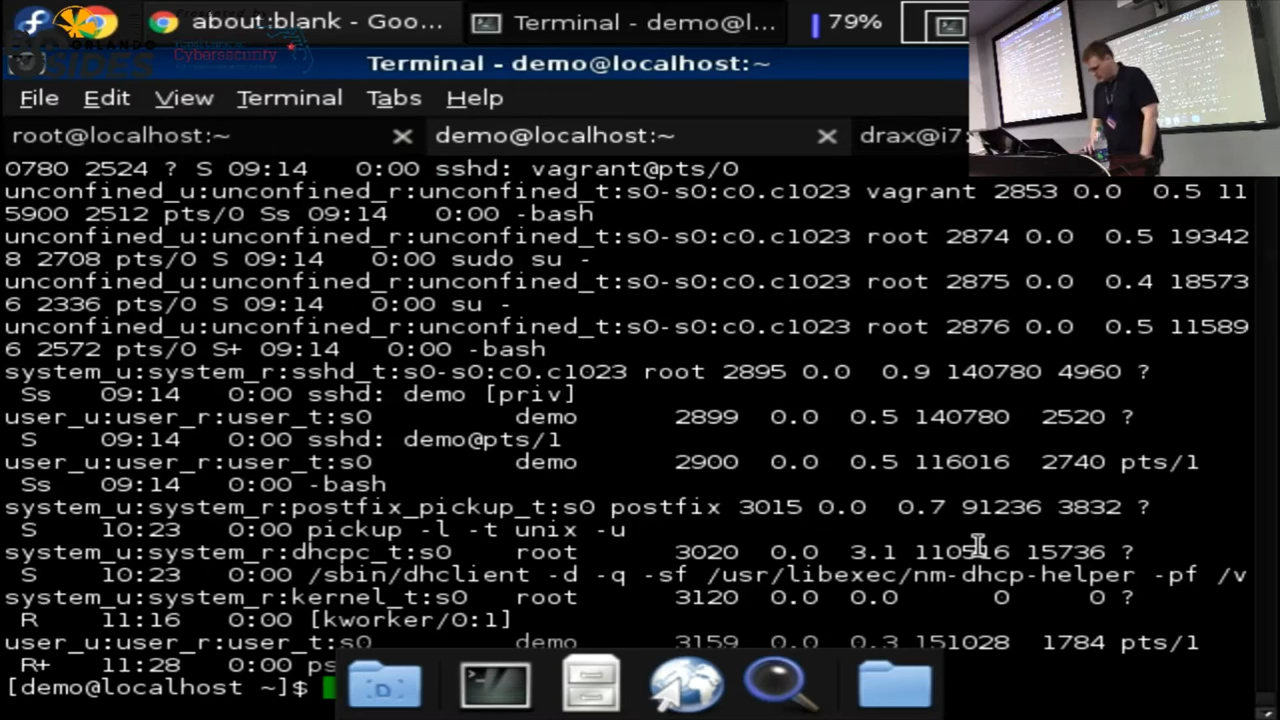 about:blank - Goo...
Terminal - demo@l...
79%
Presented by
ORLANDO
Cybersecurity
SIDES
Terminal - demo@localhost:~
File Edit View Terminal Tabs Help
root@localhost:~
demo@localhost:~
drax@i7:
0780 2524 ? S 09:14 0:00 sshd: vagrant@pts/0
unconfined_u:unconfined_r:unconfined_t:s0-s0:c0.c1023 vagrant 2853 0.0 0.5 11
5900 2512 pts/0 Ss 09:14 0:00 -bash
unconfined_u:unconfined_r:unconfined_t:s0-s0:c0.c1023 root 2874 0.0 0.5 19342
8 2708 pts/0 S 09:14 0:00 sudo su -
unconfined_u:unconfined_r:unconfined_t:s0-s0:c0.c1023 root 2875 0.0 0.4 18573
6 2336 pts/0 S 09:14 0:00 su -
unconfined_u:unconfined_r:unconfined_t:s0-s0:c0.c1023 root 2876 0.0 0.5 11589
6 2572 pts/0 S+ 09:14 0:00 -bash
system_u:system_r:sshd_t:s0-s0:c0.c1023 root 2895 0.0 0.9 140780 4960 ?
Ss 09:14 0:00 sshd: demo [priv]
user_u:user_r:user_t:s0 demo 2899 0.0 0.5 140780 2520 ?
S 09:14 0:00 sshd: demo@pts/1
user_u:user_r:user_t:s0 demo 2900 0.0 0.5 116016 2740 pts/1
Ss 09:14 0:00 -bash
system_u:system_r:postfix_pickup_t:s0 postfix 3015 0.0 0.7 91236 3832 ?
S 10:23 0:00 pickup -l -t unix -u
system_u:system_r:dhcpc_t:s0 root 3020 0.0 3.1 110516 15736 ?
S 10:23 0:00 /sbin/dhclient -d -q -sf /usr/libexec/nm-dhcp-helper -pf /v
system_u:system_r:kernel_t:s0 root 3120 0.0 0.0 0 0 ?
R 11:16 0:00 [kworker/0:1]
user_u:user_r:user_t:s0 demo 3159 0.0 0.3 151028 1784 pts/1
R+ 11:28 0:00 ps
[demo@localhost ~]$